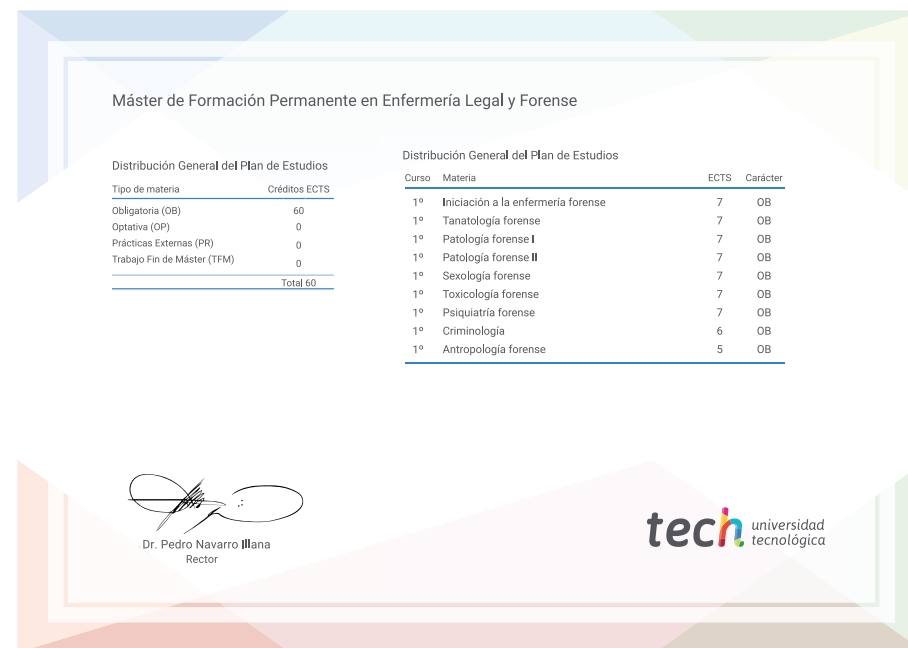 Máster de Formación Permanente en Enfermería Legal y Forense
Distribución General del Plan de Estudios
Tipo de materia Créditos ECTS
Obligatoria (OB) 60
Optativa (OP) 0
Prácticas Externas (PR) 0
Trabajo Fin de Máster (TFM) 0
Total 60
Distribución General del Plan de Estudios
Curso Materia ECTS Carácter
1º Iniciación a la enfermería forense 7 OB
1º Tanatología forense 7 OB
1º Patología forense I 7 OB
1º Patología forense II 7 OB
1º Sexología forense 7 OB
1º Toxicología forense 7 OB
1º Psiquiatría forense 7 OB
1º Criminología 6 OB
1º Antropología forense 5 OB
Dr. Pedro Navarro Illana
Rector
tech universidad
tecnológica